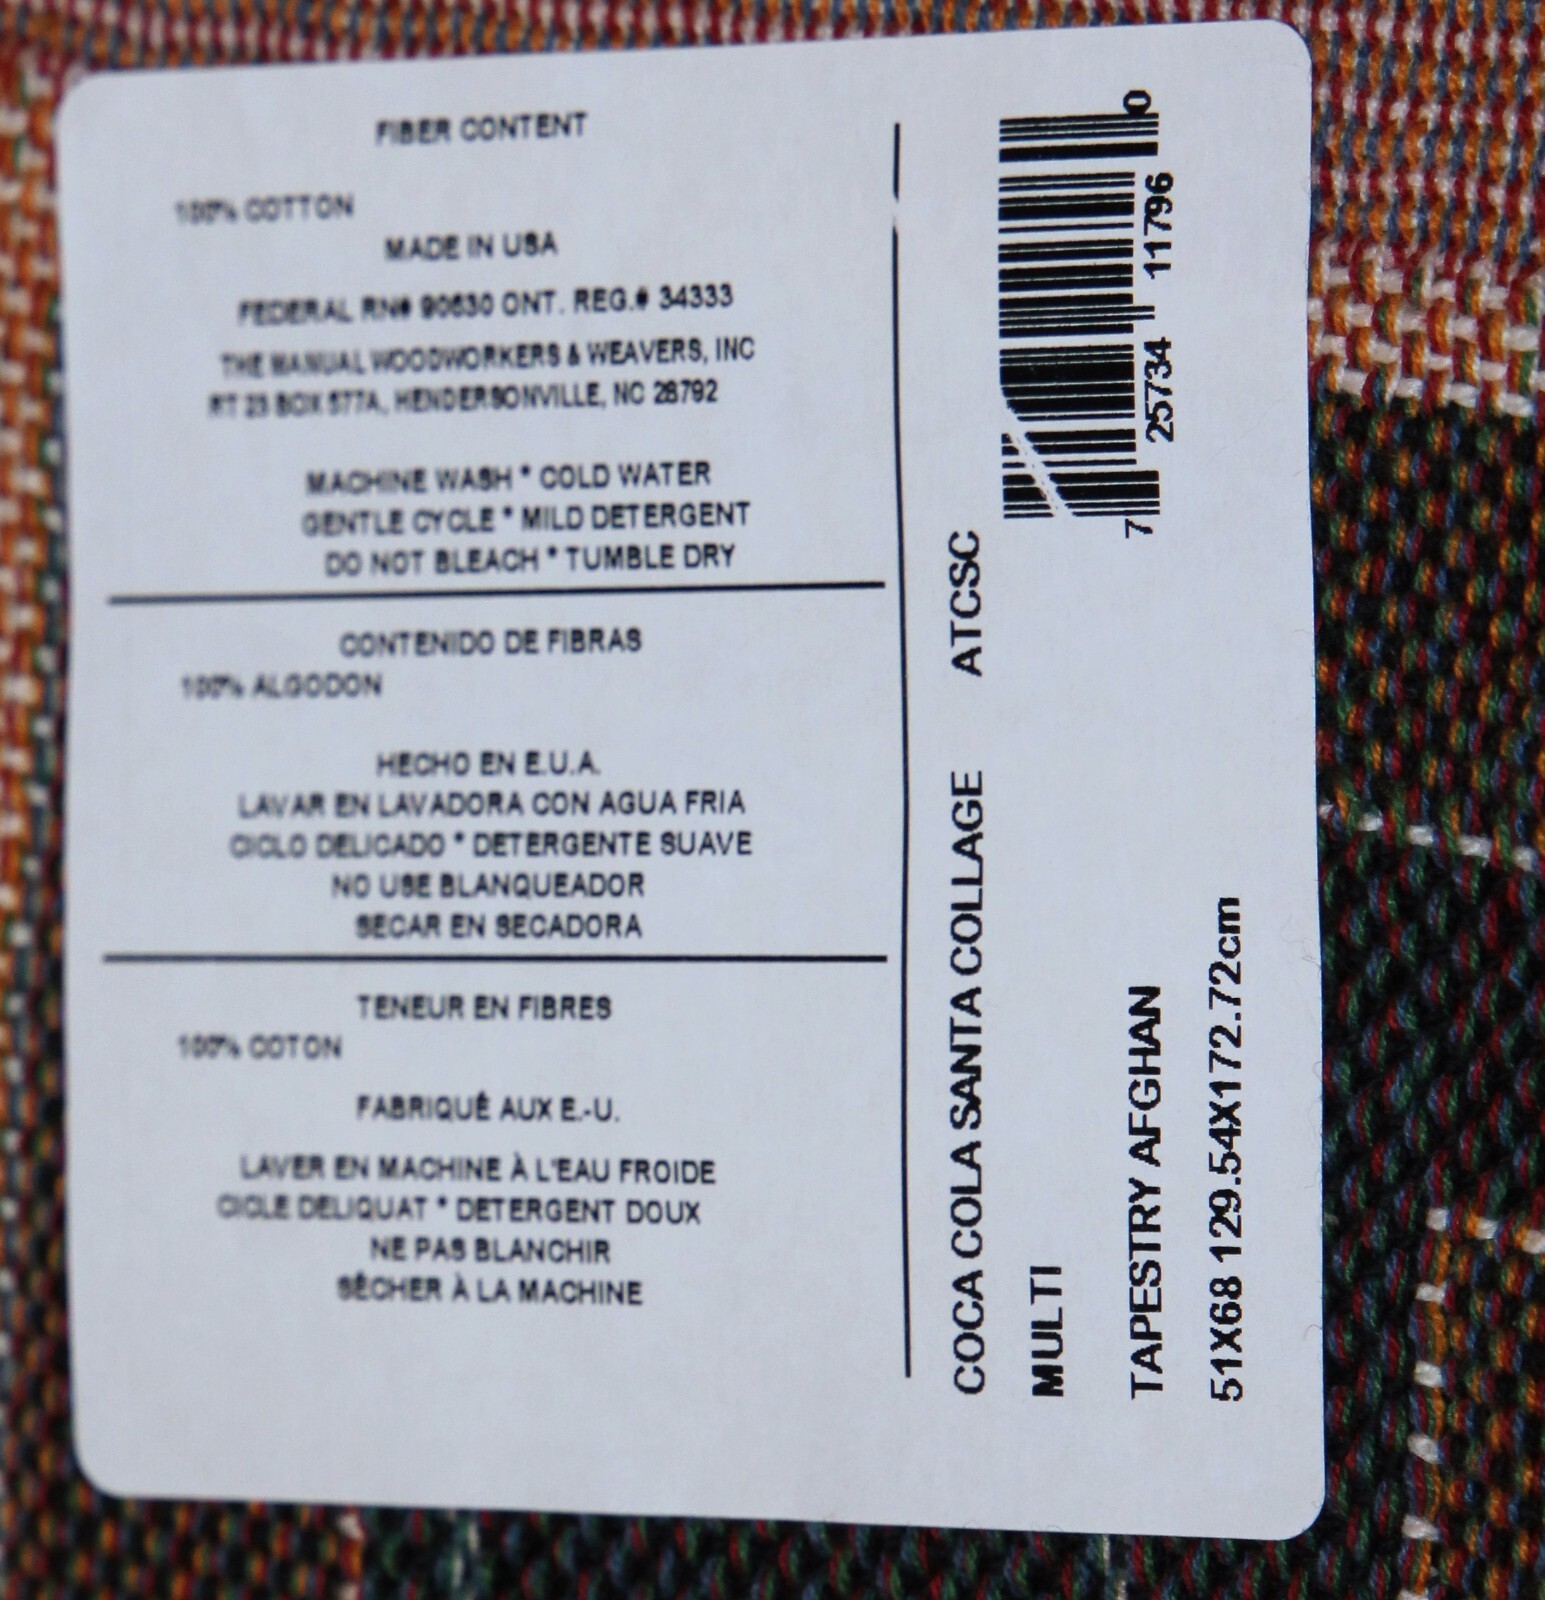 FIBER CONTENT
100% COTTON
MADE IN USA
FEDERAL RN# 90630 ONT. REG.# 34333
THE MANUAL WOODWORKERS & WEAVERS, INC
RT 23 BOX 577A, HENDERSONVILLE, NC 28792
MACHINE WASH * COLD WATER
GENTLE CYCLE * MILD DETERGENT
DO NOT BLEACH * TUMBLE DRY
CONTENIDO DE FIBRAS
100% ALGODON
HECHO EN E.U.A.
LAVAR EN LAVADORA CON AGUA FRIA
CICLO DELICADO * DETERGENTE SUAVE
NO USE BLANQUEADOR
SECAR EN SECADORA
TENEUR EN FIBRES
100% COTON
FABRIQUÉ AUX E.-U.
LAVER EN MACHINE À L'EAU FROIDE
CICLE DELIQUAT * DETERGENT DOUX
NE PAS BLANCHIR
SÊCHER À LA MACHINE
COCA COLA SANTA COLLAGE ATCSC
MULTI
7 25734 11796 0
TAPESTRY AFGHAN
51X68 129.54X172.72cm